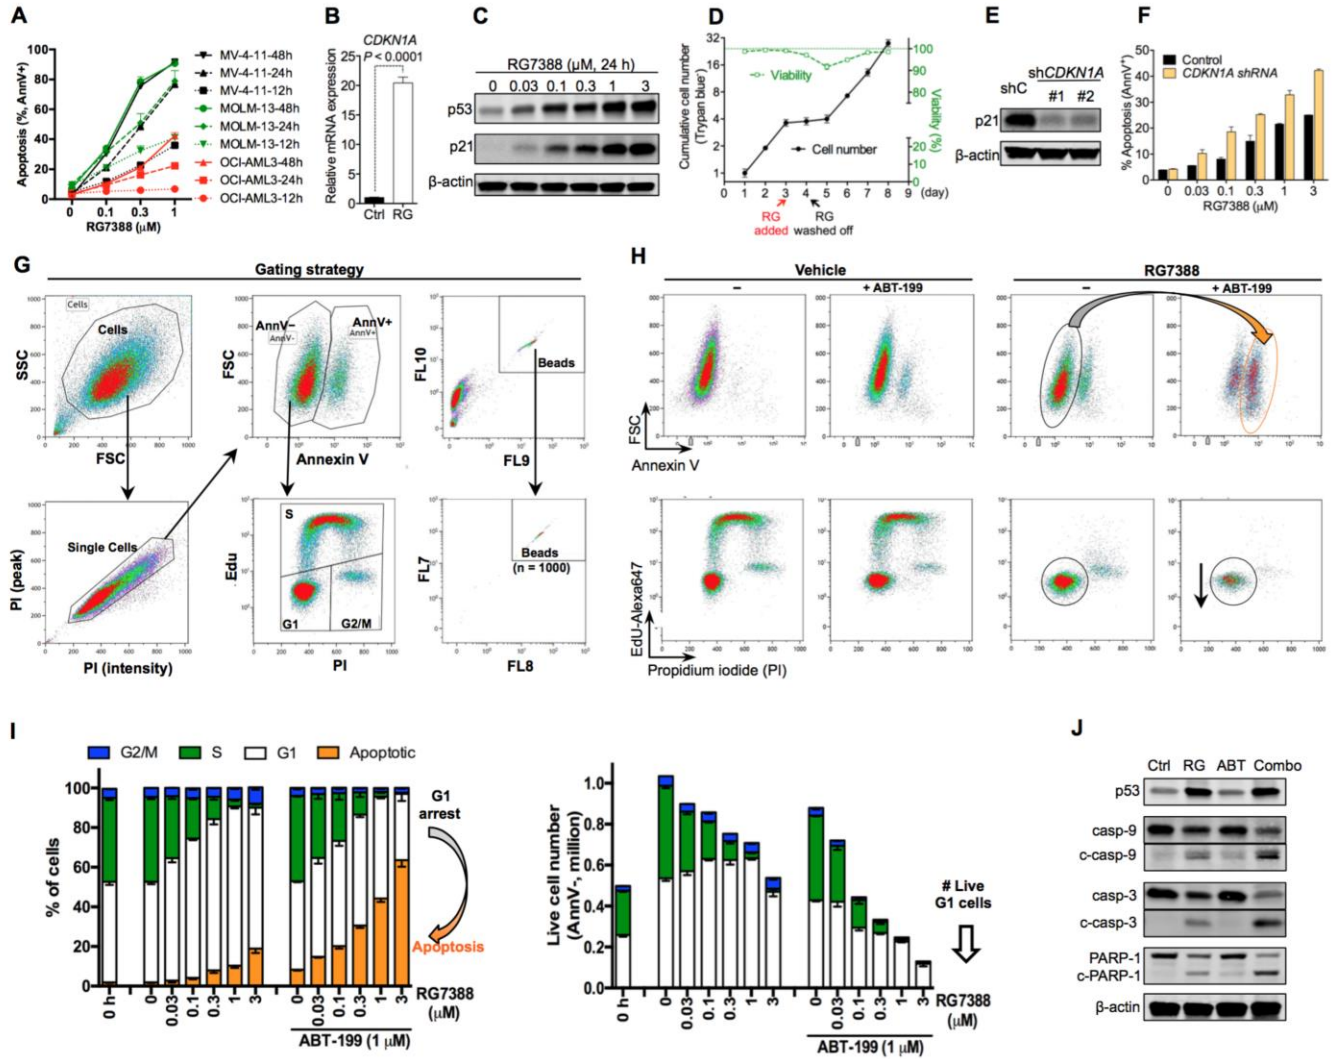 A
Apoptosis (%, AnnV+)
100
80
60
40
20
0
0 0.1 0.3 1
RG7388 (µM)
MV-4-11-48h
MV-4-11-24h
MV-4-11-12h
MOLM-13-48h
MOLM-13-24h
MOLM-13-12h
OCI-AML3-48h
OCI-AML3-24h
OCI-AML3-12h
B
CDKN1A
P < 0.0001
Relative mRNA expression
25
20
15
10
5
0
Ctrl RG
C
RG7388 (µM, 24 h)
0 0.03 0.1 0.3 1 3
p53
p21
β-actin
D
Cumulative cell number
(Trypan blue-)
32
16
8
4
2
1
Viability
Cell number
100
90
80
20
10
0
Viability (%)
0 1 2 3 4 5 6 7 8 9 (day)
RG
added
RG
washed off
E
shCDKN1A
shC
#1 #2
p21
β-actin
F
% Apoptosis (AnnV+)
50
40
30
20
10
0
Control
CDKN1A shRNA
0 0.03 0.1 0.3 1 3
RG7388 (µM)
G
Gating strategy
Cells
Cells
SSC
FSC
AnnV−
AnnV-
AnnV+
AnnV+
FSC
Annexin V
FL10
Beads
FL9
Single Cells
PI (peak)
PI (intensity)
S
G1
G2/M
Edu
PI
FL7
Beads
(n = 1000)
FL8
H
Vehicle
RG7388
– + ABT-199
– + ABT-199
FSC
Annexin V
EdU-Alexa647
Propidium iodide (PI)
I
G2/M S G1 Apoptotic
% of cells
100
80
60
40
20
0
0 h 0 0.03 0.1 0.3 1 3 0 0.03 0.1 0.3 1 3
RG7388
(µM)
ABT-199 (1 µM)
G1
arrest
Apoptosis
Live cell number
(AnnV-, million)
1.0
0.8
0.6
0.4
0.2
0.0
0 h 0 0.03 0.1 0.3 1 3 0 0.03 0.1 0.3 1 3
RG7388
(µM)
ABT-199 (1 µM)
# Live
G1 cells
J
Ctrl RG ABT Combo
p53
casp-9
c-casp-9
casp-3
c-casp-3
PARP-1
c-PARP-1
β-actin